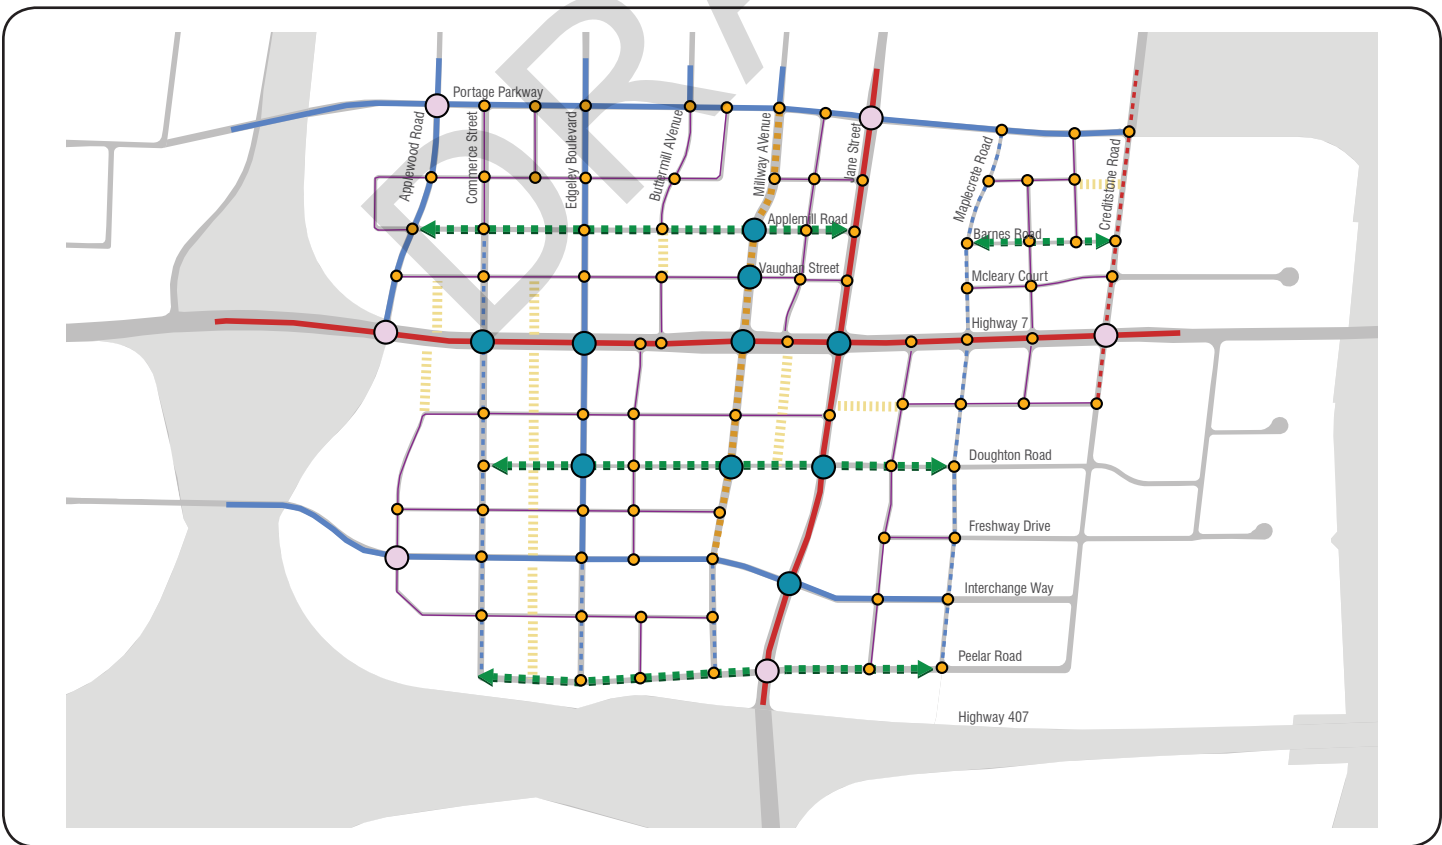 DRA
Portage Parkway
Applewood Road
Commerce Street
Edgeley Boulevard
Buttermill AVenue
Millway AVenue
Jane Street
Maplecrete Road
Creditstone Road
Applemill Road
Barnes Road
Vaughan Street
Mcleary Court
Highway 7
Doughton Road
Freshway Drive
Interchange Way
Peelar Road
Highway 407